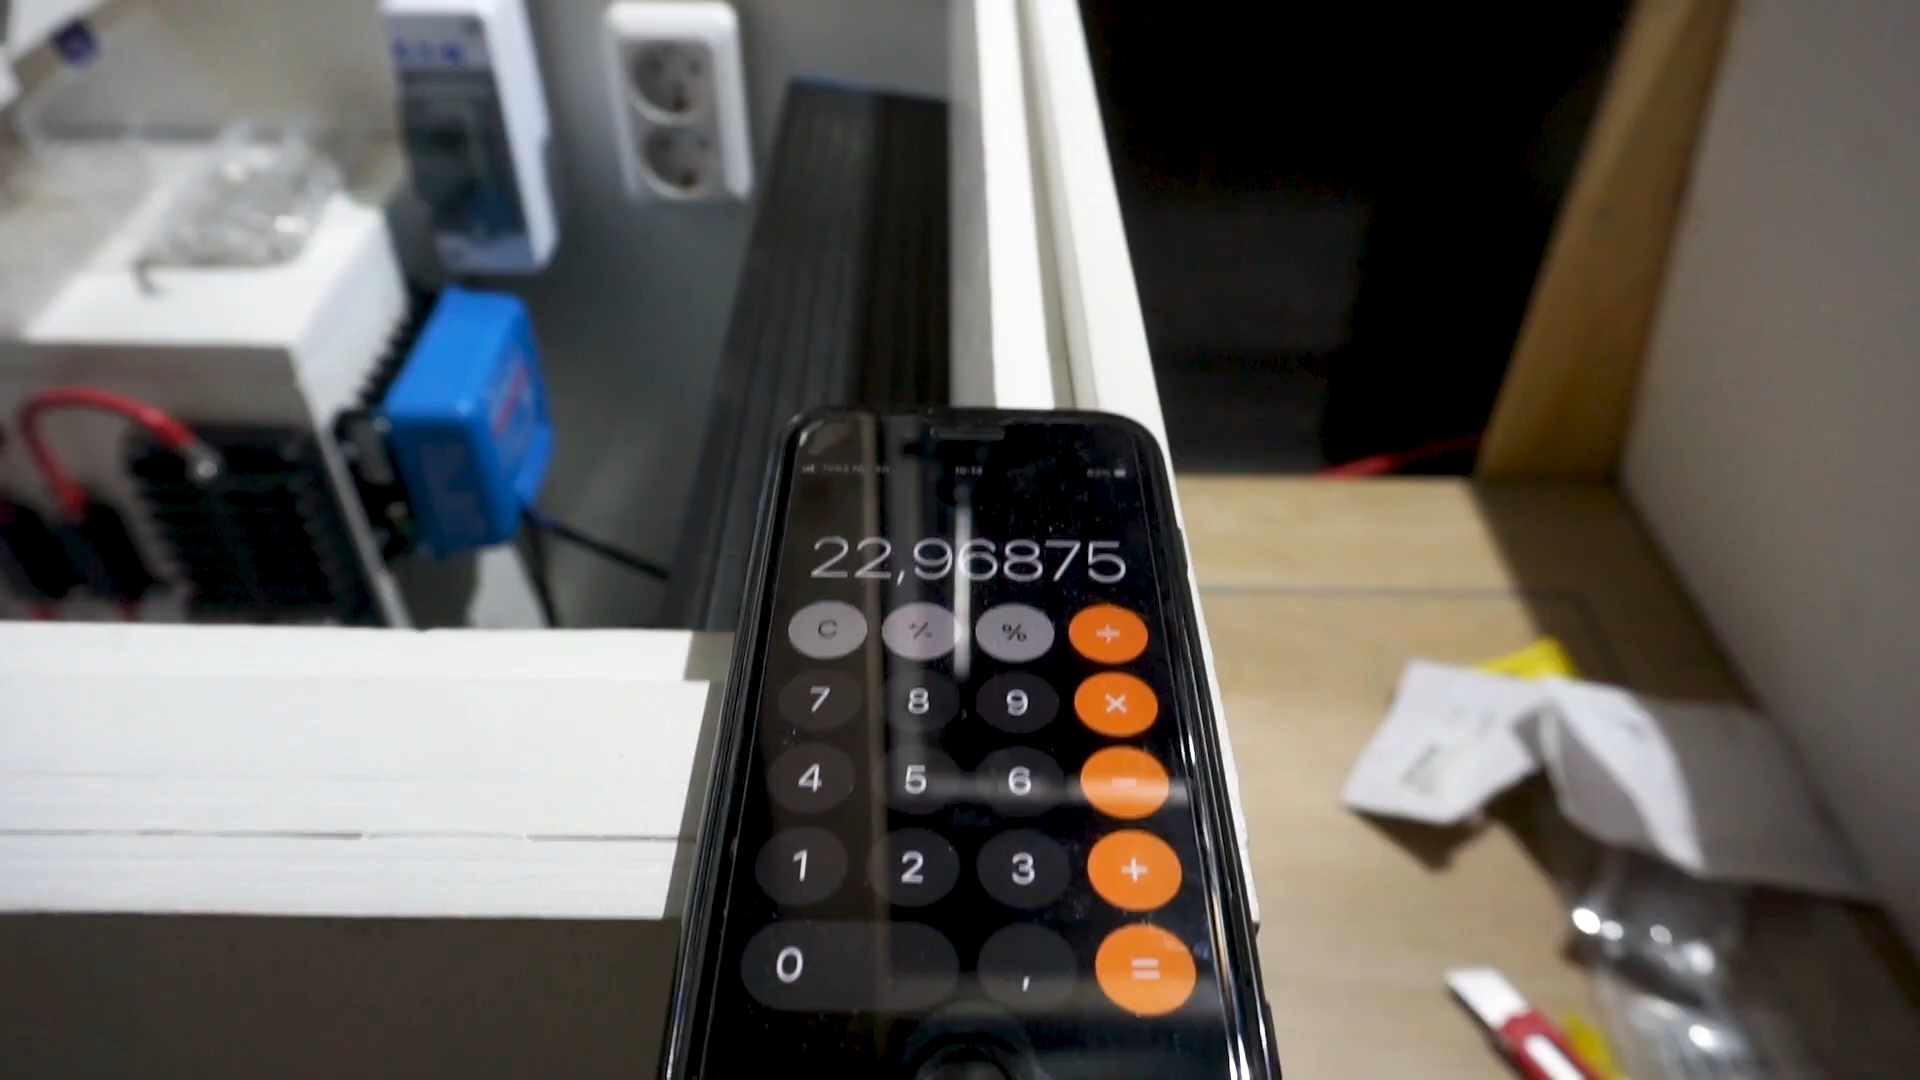 22,96875
C ⁺∕₋ % ÷
7 8 9 ×
4 5 6 −
1 2 3 +
0 , =